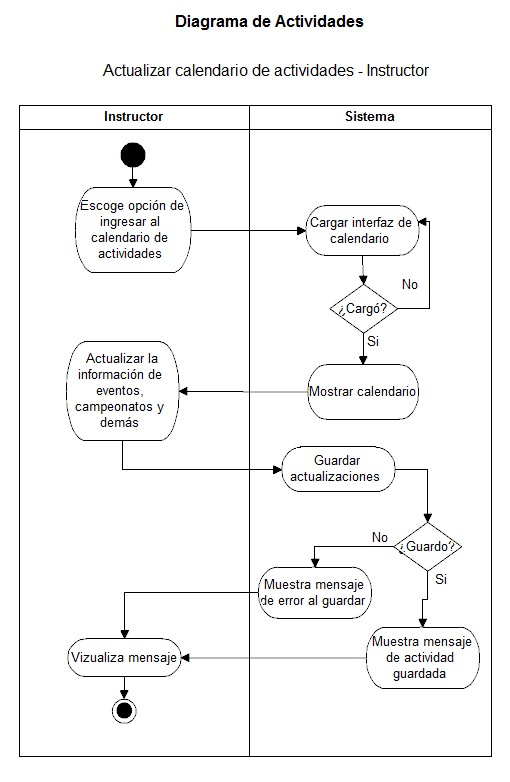 Diagrama de Actividades
Actualizar calendario de actividades - Instructor
Instructor
Sistema
Escoge opción de
ingresar al
calendario de
actividades
Cargar interfaz de
calendario
No
¿Cargó?
Si
Actualizar la
información de
eventos,
campeonatos y
demás
Mostrar calendario
Guardar
actualizaciones
No
¿Guardo?
Si
Muestra mensaje
de error al guardar
Vizualiza mensaje
Muestra mensaje
de actividad
guardada